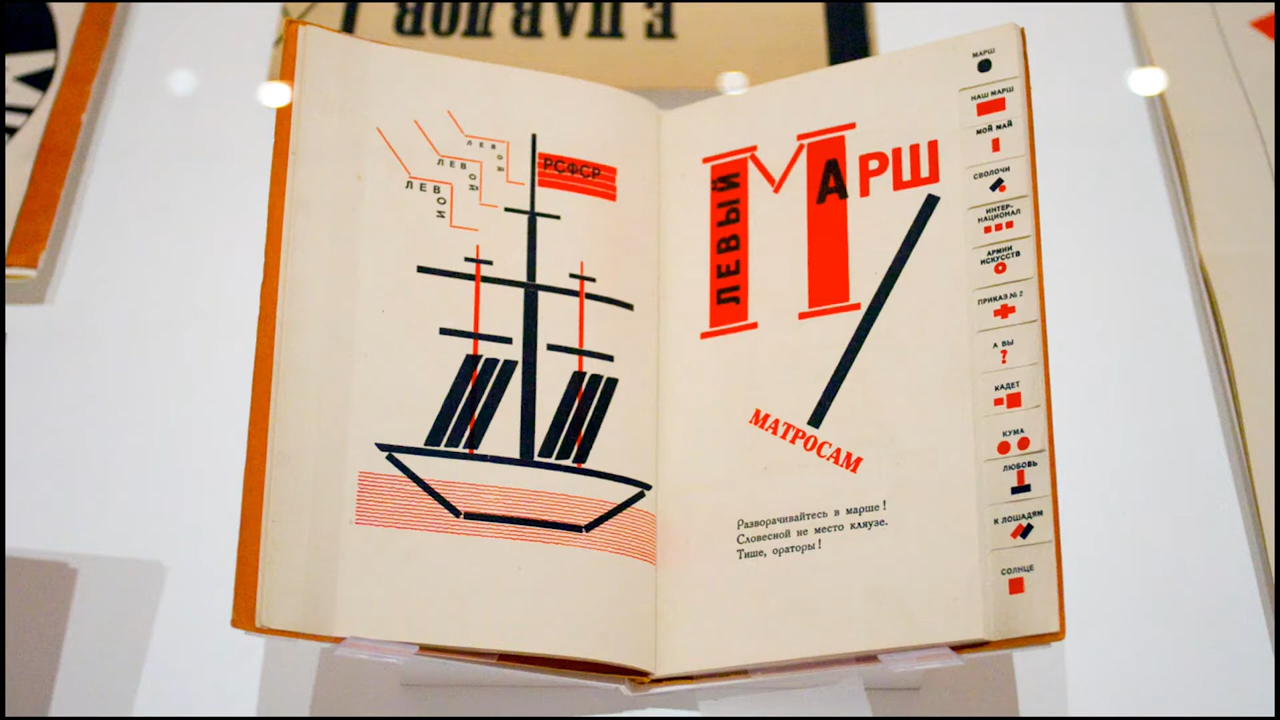 Е ПАВЛОВ
ЛЕВОЙ
ЛЕВОЙ
ЛЕВОЙ
РСФСР
ЛЕВЫЙ
МАРШ
МАТРОСАМ
Разворачивайтесь в марше!
Словесной не место кляузе.
Тише, ораторы!
МАРШ
НАШ МАРШ
МОЙ МАЙ
СВОЛОЧИ
ИНТЕР-
НАЦИОНАЛ
АРМИИ
ИСКУССТВ
ПРИКАЗ № 2
А ВЫ
?
КАДЕТ
КУМА
ЛЮБОВЬ
К ЛОШАДЯМ
СОЛНЦЕ